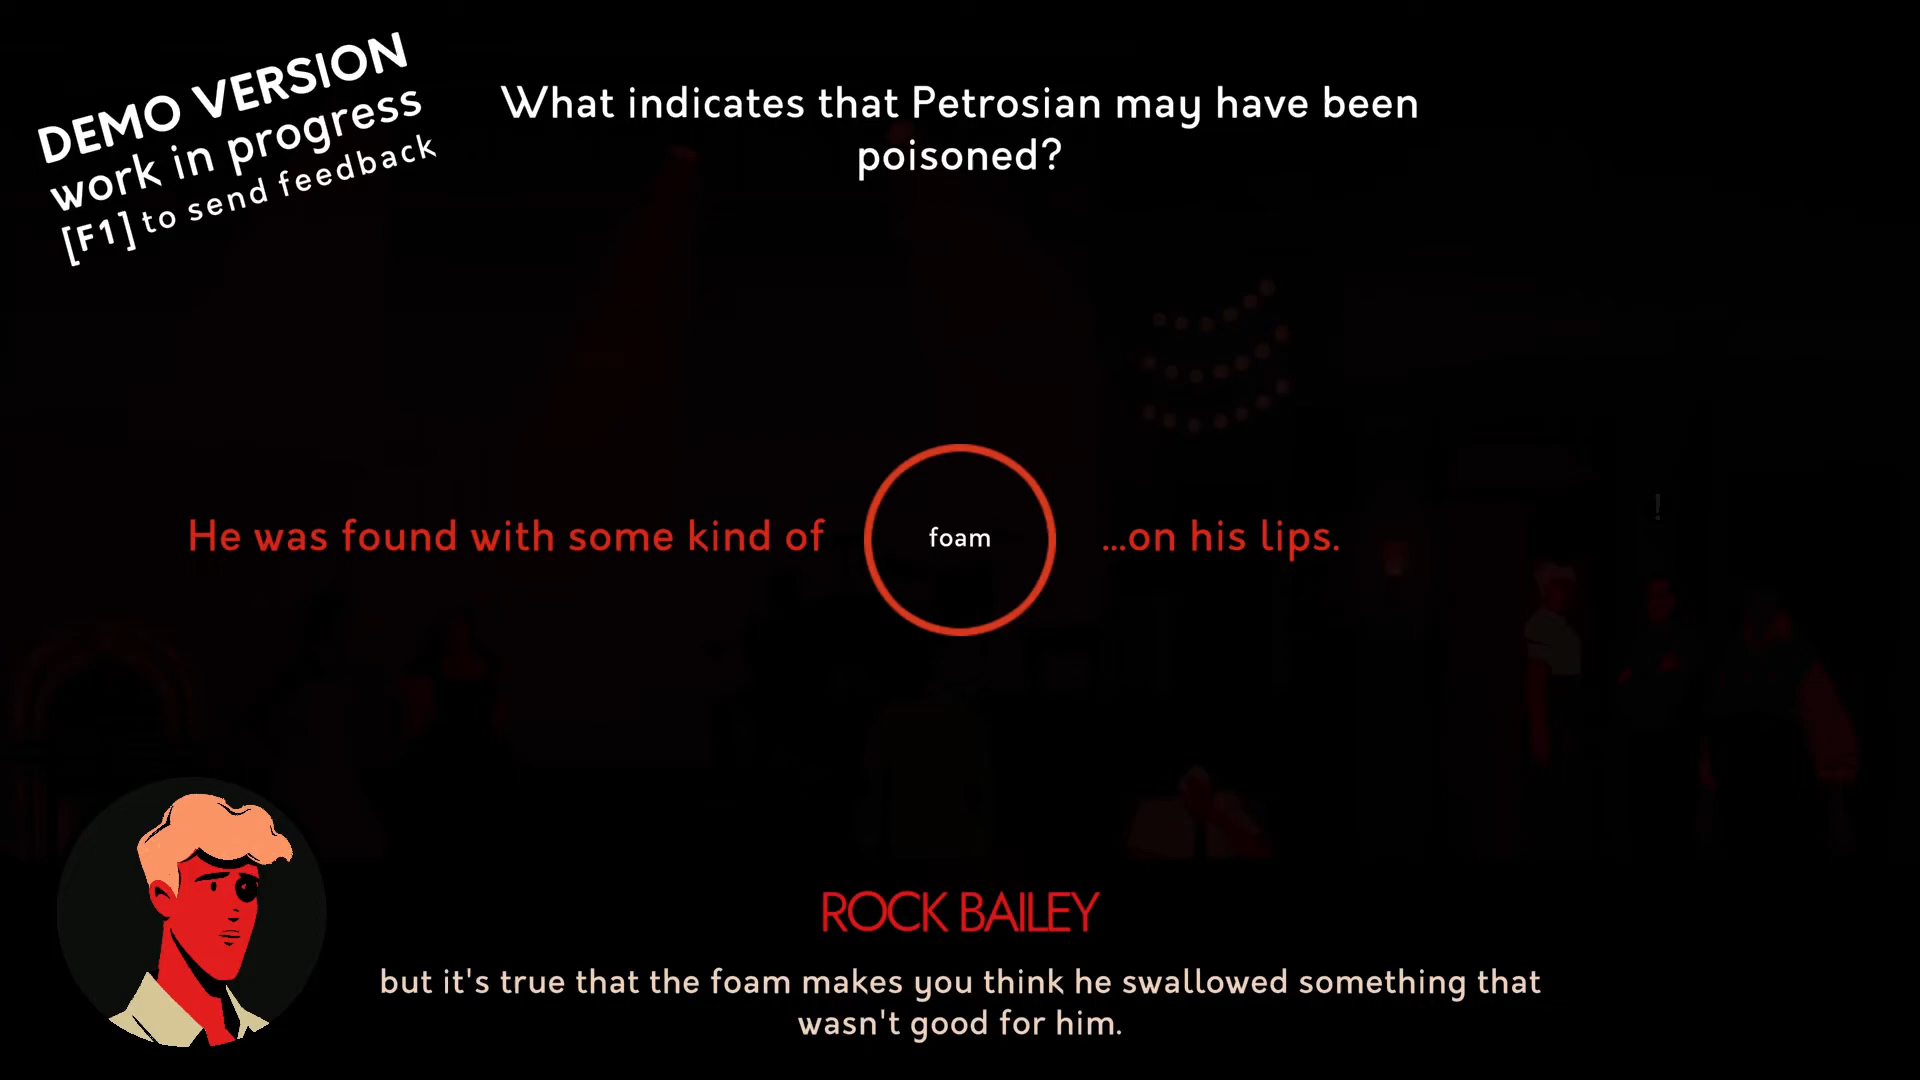 DEMO VERSION
work in progress
[F1] to send feedback
What indicates that Petrosian may have been
poisoned?
He was found with some kind of foam ...on his lips.
!
ROCK BAILEY
but it's true that the foam makes you think he swallowed something that
wasn't good for him.